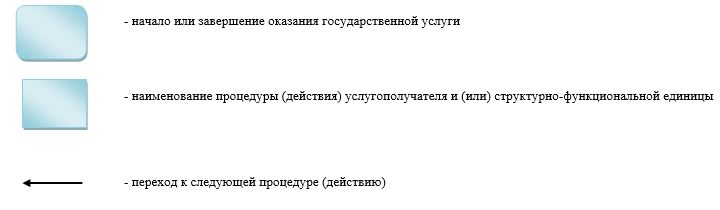 - начало или завершение оказания государственной услуги
- наименование процедуры (действия) услугополучателя и (или) структурно-функциональной единицы
- переход к следующей процедуре (действию)